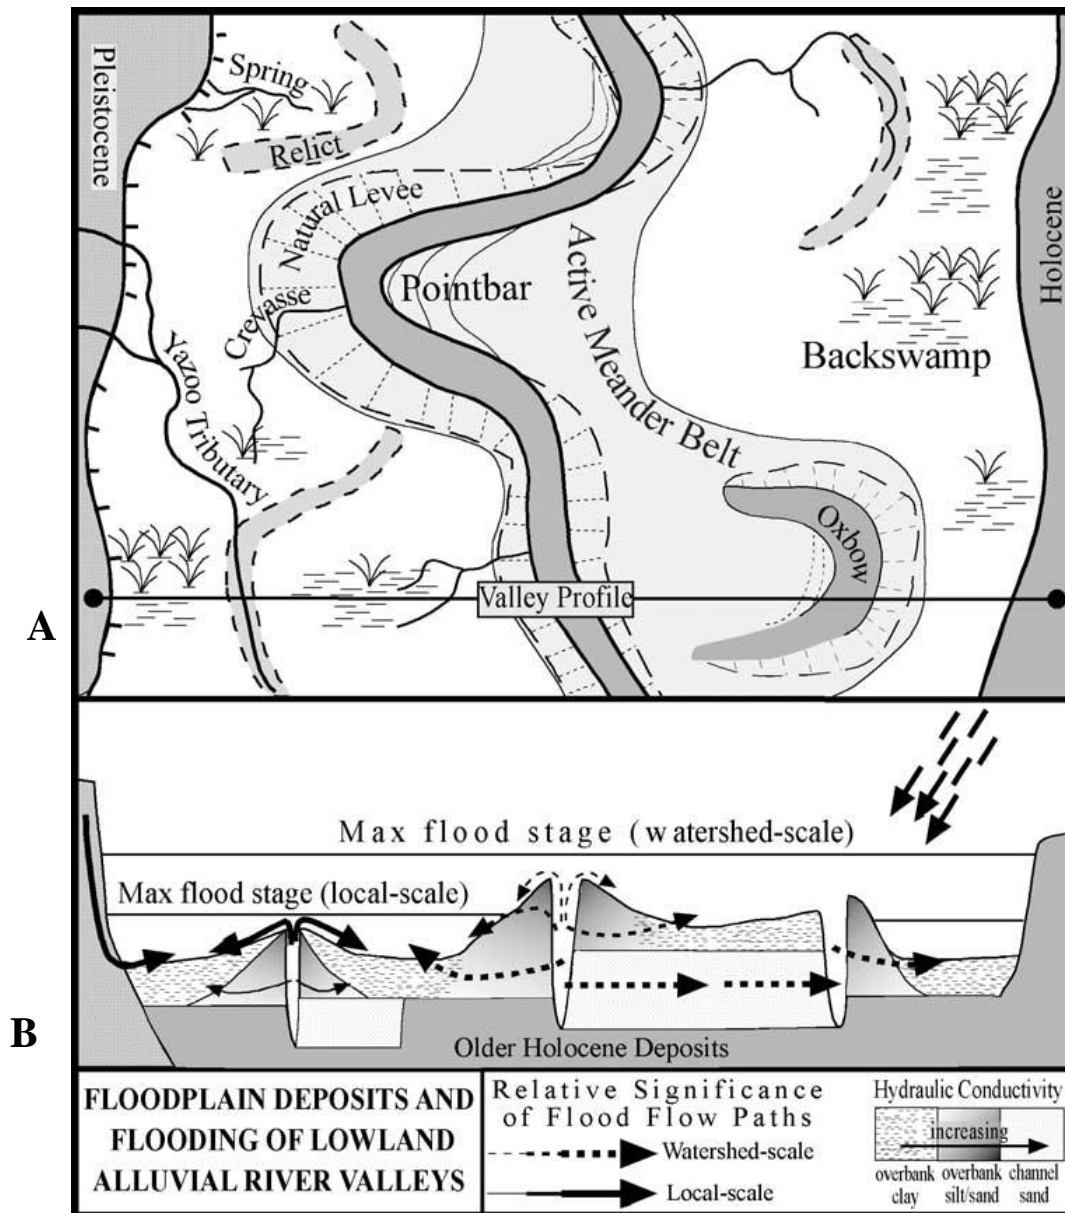 Pleistocene
Spring
Relict
Natural Levee
Crevasse
Pointbar
Active Meander Belt
Holocene
Backswamp
Yazoo Tributary
Oxbow
Valley Profile
A
Max flood stage (watershed-scale)
Max flood stage (local-scale)
B
Older Holocene Deposits
FLOODPLAIN DEPOSITS AND
FLOODING OF LOWLAND
ALLUVIAL RIVER VALLEYS
Relative Significance
of Flood Flow Paths
Watershed-scale
Local-scale
Hydraulic Conductivity
increasing
overbank clay
overbank silt/sand
channel sand